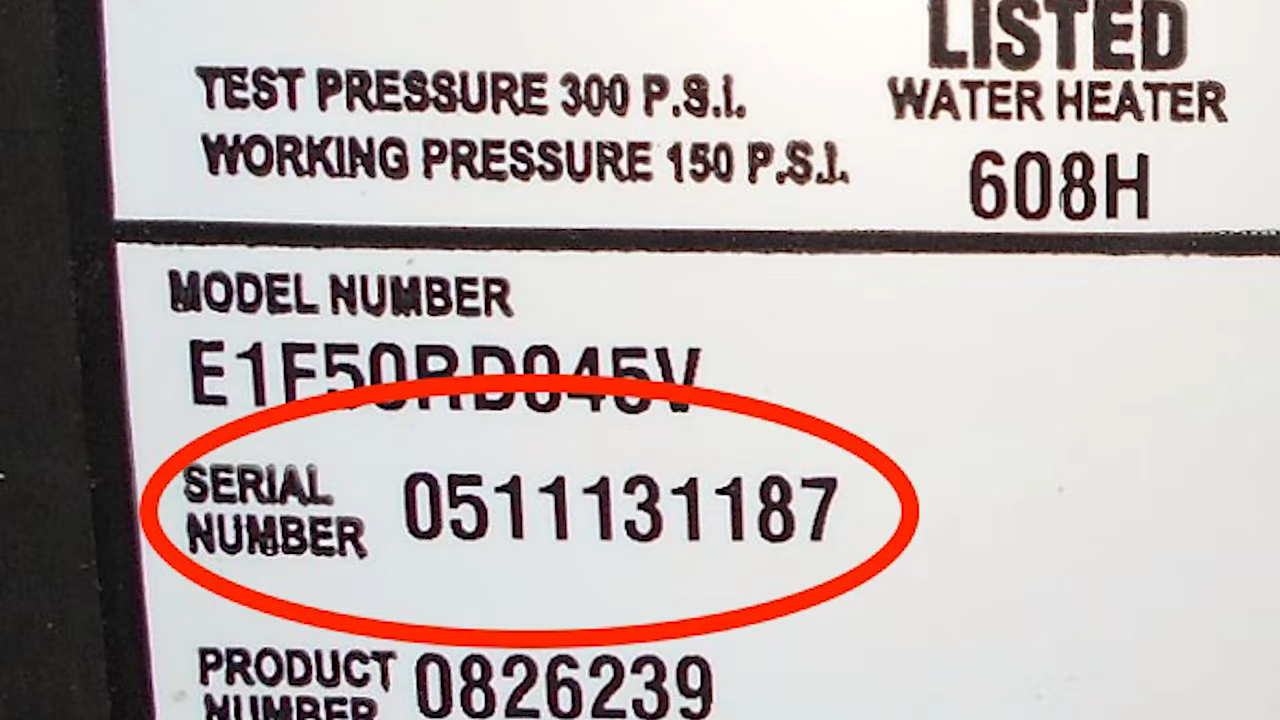 LISTED
TEST PRESSURE 300 P.S.I.
WATER HEATER
WORKING PRESSURE 150 P.S.I.
608H
MODEL NUMBER
E1F50RD045V
SERIAL
NUMBER
0511131187
PRODUCT
NUMBER
0826239